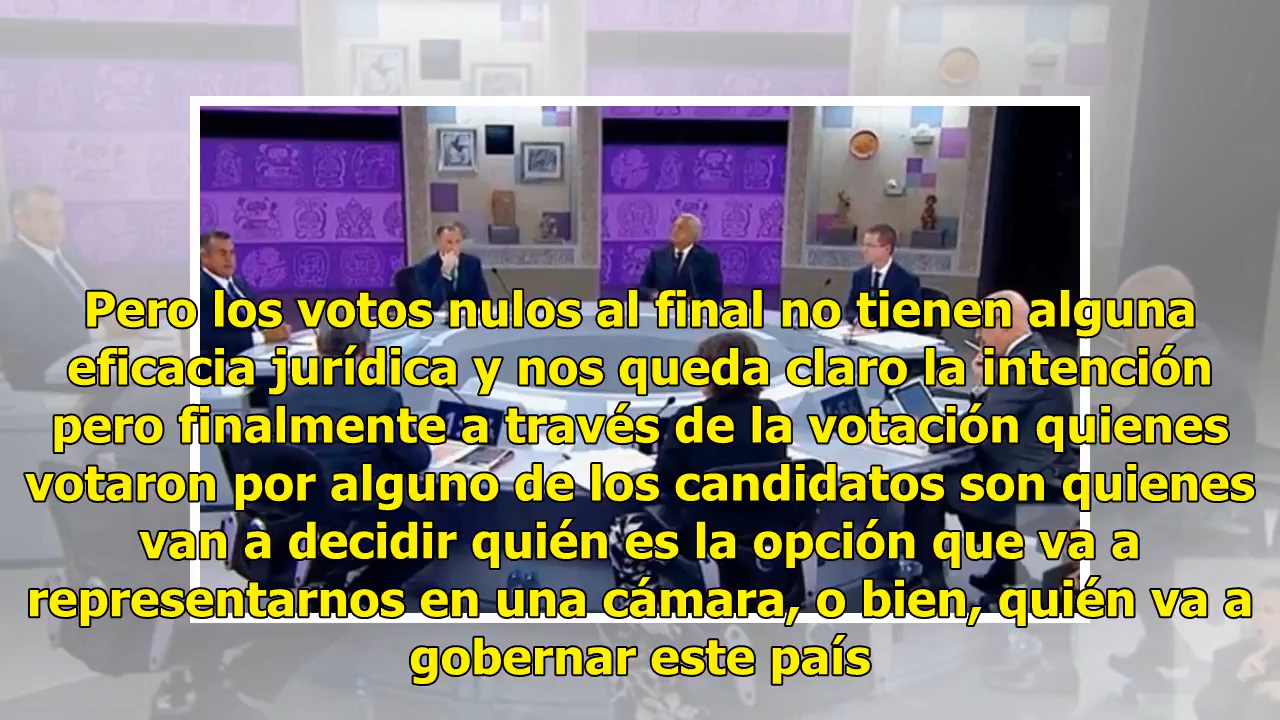 Pero los votos nulos al final no tienen alguna
eficacia jurídica y nos queda claro la intención
pero finalmente a través de la votación quienes
votaron por alguno de los candidatos son quienes
van a decidir quién es la opción que va a
representarnos en una cámara, o bien, quién va a
gobernar este país